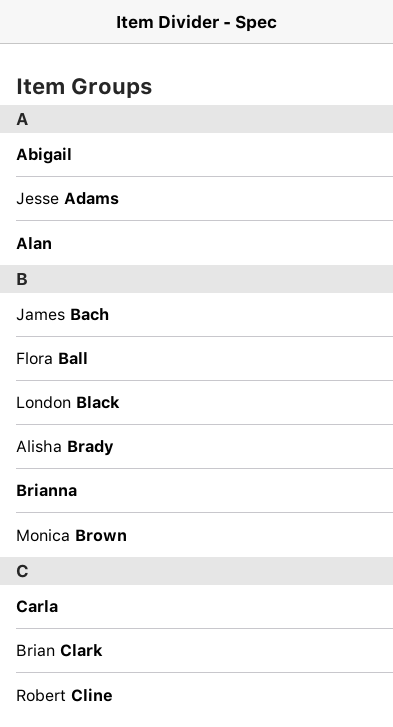 Item Divider - Spec
Item Groups
A
Abigail
Jesse Adams
Alan
B
James Bach
Flora Ball
London Black
Alisha Brady
Brianna
Monica Brown
C
Carla
Brian Clark
Robert Cline